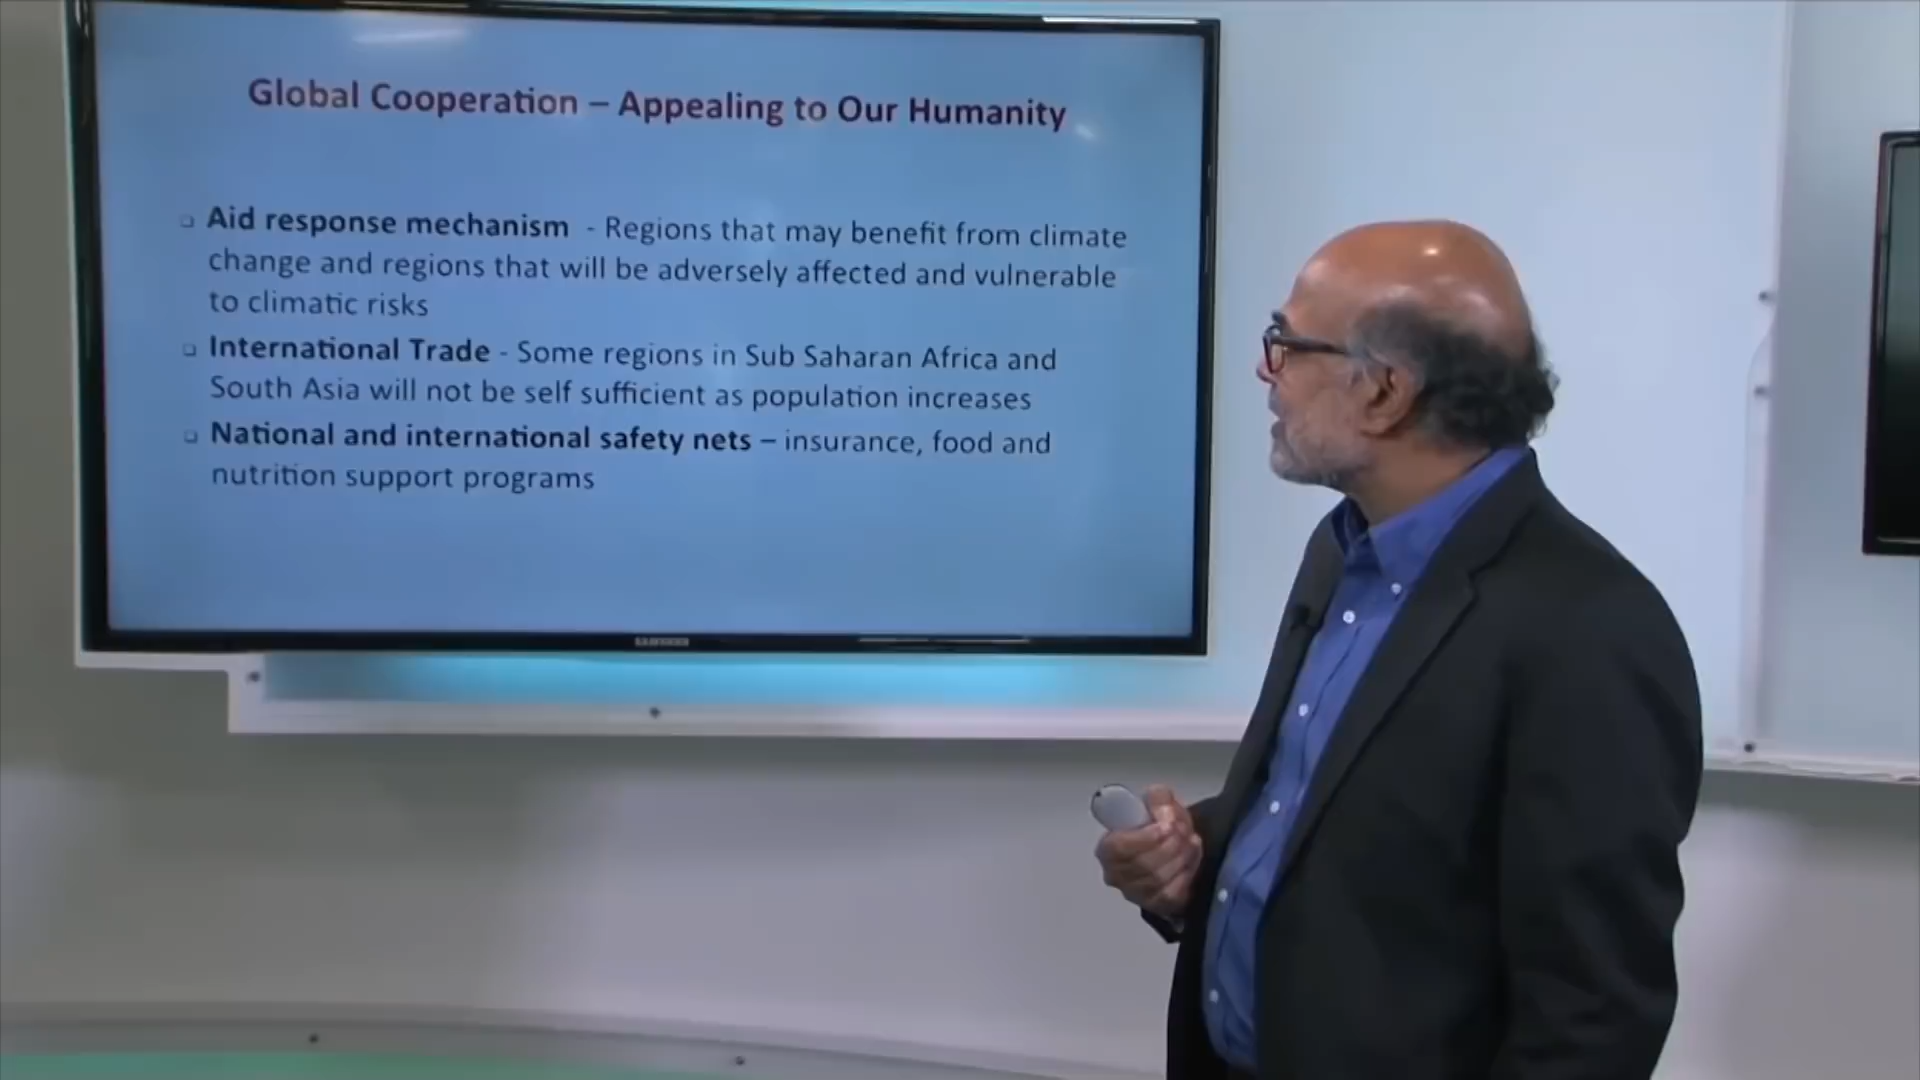 Global Cooperation – Appealing to Our Humanity
❑ Aid response mechanism - Regions that may benefit from climate
change and regions that will be adversely affected and vulnerable
to climatic risks
❑ International Trade - Some regions in Sub Saharan Africa and
South Asia will not be self sufficient as population increases
❑ National and international safety nets – insurance, food and
nutrition support programs